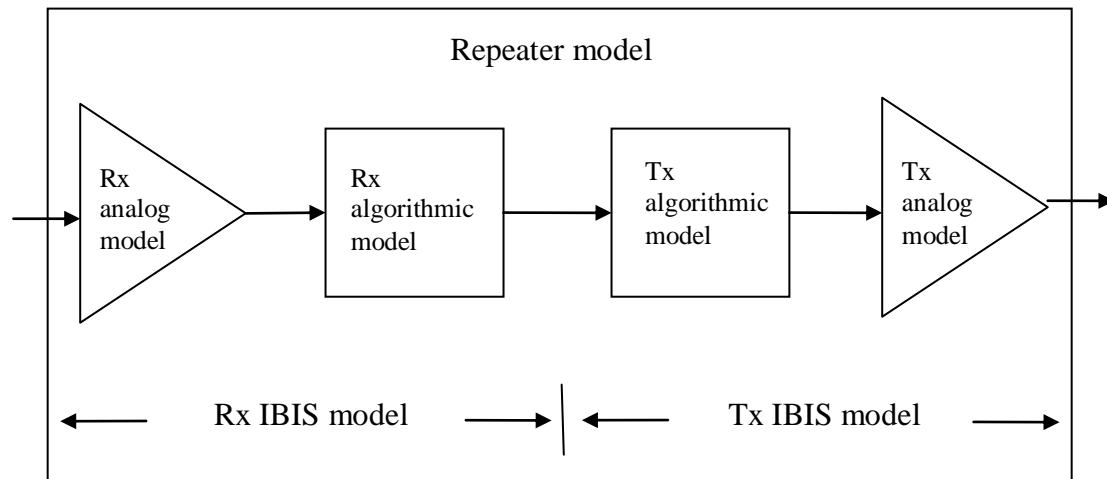 Repeater model
Rx
analog
model
Rx
algorithmic
model
Tx
algorithmic
model
Tx
analog
model
Rx IBIS model
Tx IBIS model